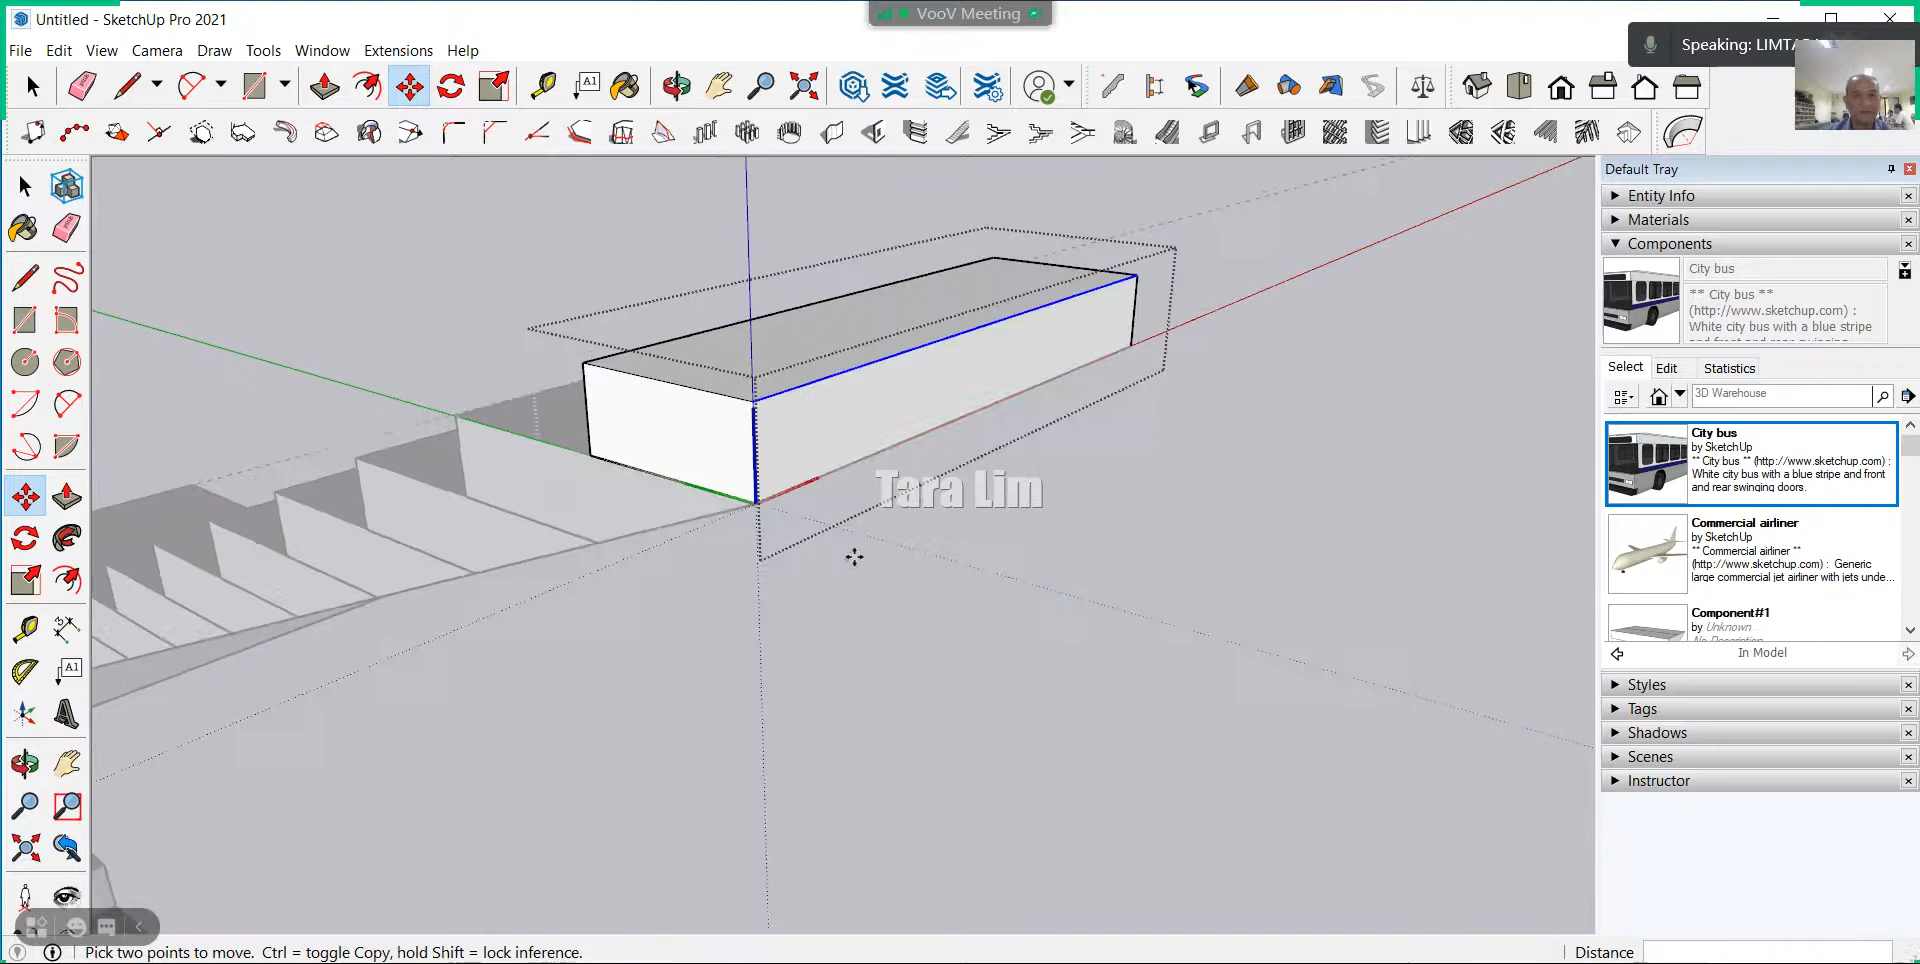 Untitled - SketchUp Pro 2021
VooV Meeting
File Edit View Camera Draw Tools Window Extensions Help
Speaking: LIMTA
A1
Default Tray
Entity Info
Materials
Components
City bus
** City bus **
(http://www.sketchup.com) :
White city bus with a blue stripe
Select Edit Statistics
3D Warehouse
City bus
by SketchUp
** City bus ** (http://www.sketchup.com) :
White city bus with a blue stripe and front
and rear swinging doors.
Commercial airliner
by SketchUp
** Commercial airliner **
(http://www.sketchup.com) : Generic
large commercial jet airliner with jets unde...
Component#1
by Unknown
In Model
Styles
Tags
Shadows
Scenes
Instructor
Tara Lim
A1
Pick two points to move. Ctrl = toggle Copy, hold Shift = lock inference.
Distance